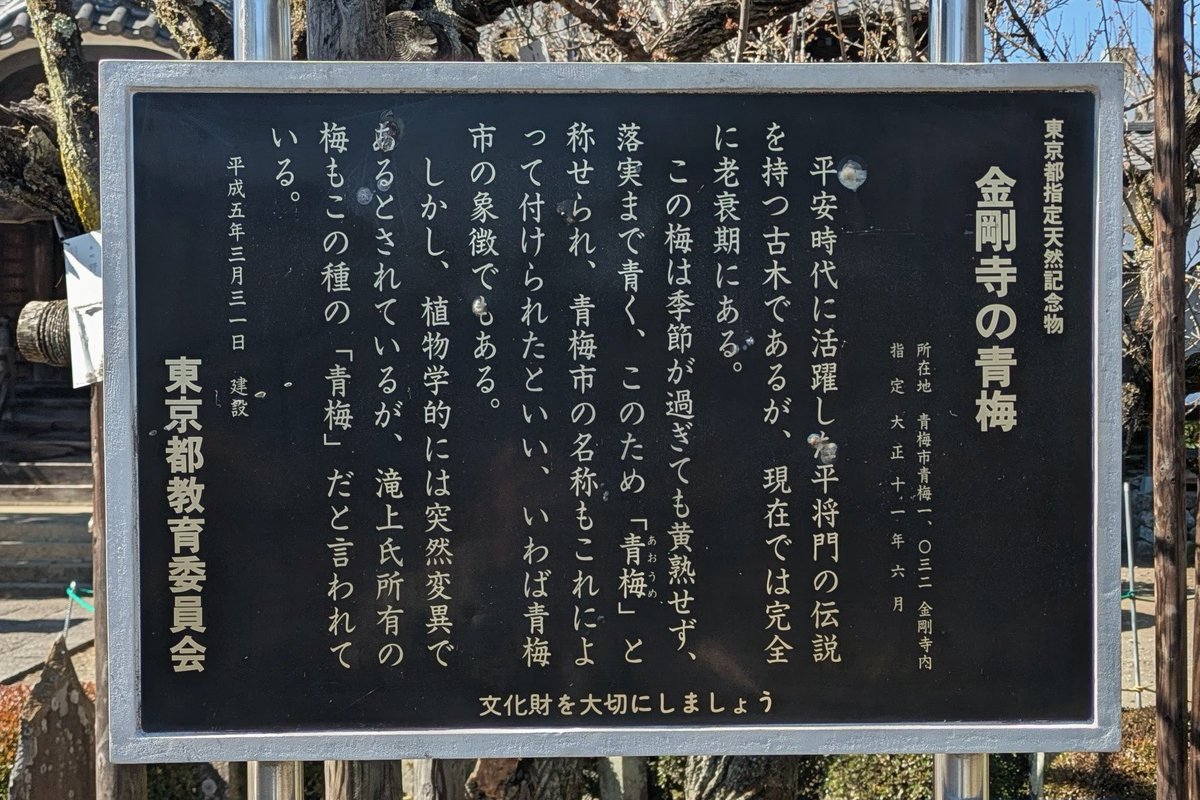 東京都指定天然記念物
金剛寺の青梅
所在地 青梅市青梅一、〇三二 金剛寺内
指定 大正十一年六月
平安時代に活躍した平将門の伝説
を持つ古木であるが、現在では完全
に老衰期にある。
この梅は季節が過ぎても黄熟せず、
落実まで青く、このため「青梅」と
あおうめ
称せられ、青梅市の名称もこれによ
って付けられたといい、いわば青梅
市の象徴でもある。
しかし、植物学的には突然変異で
あるとされているが、滝上氏所有の
梅もこの種の「青梅」だと言われて
いる。
平成五年三月三一日 建設
東京都教育委員会
文化財を大切にしましょう